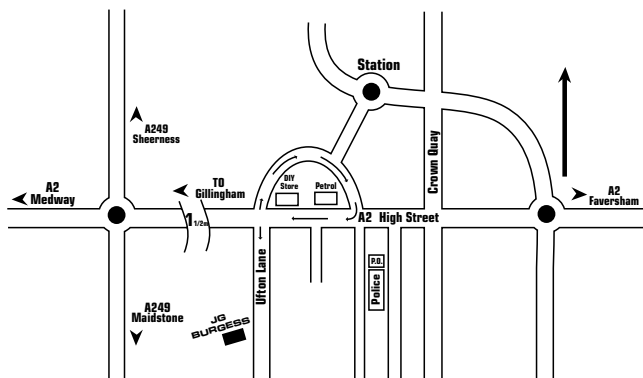 Station
A249
Sheerness
A2
Medway
TO
Gillingham
1 1/2m
DIY
Store
Petrol
Crown Quay
A2
Faversham
A2 High Street
Ufton Lane
P.O.
Police
A249
Maidstone
JG
BURGESS